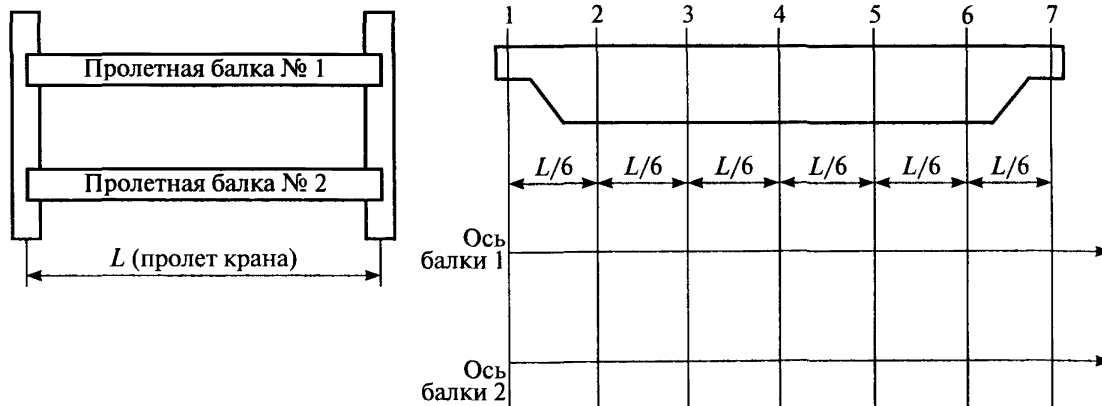 Пролетная балка № 1
Пролетная балка № 2
L (пролет крана)
1 2 3 4 5 6 7
L/6 L/6 L/6 L/6 L/6 L/6
Ось
балки 1
Ось
балки 2